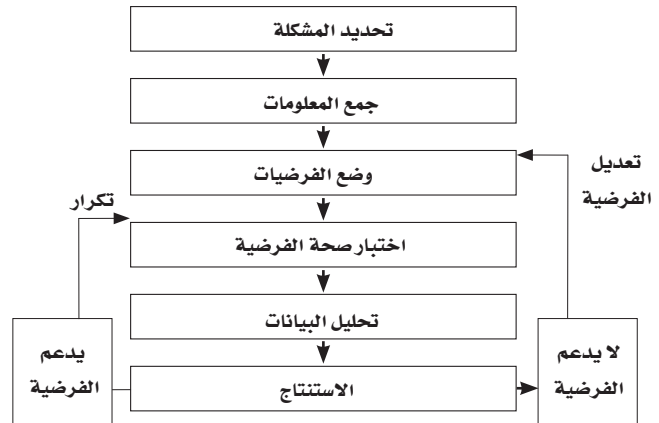 تحديد المشكلة
جمع المعلومات
وضع الفرضيات
تعديل
الفرضية
تكرار
اختبار صحة الفرضية
تحليل البيانات
يدعم
الفرضية
لا يدعم
الفرضية
الاستنتاج